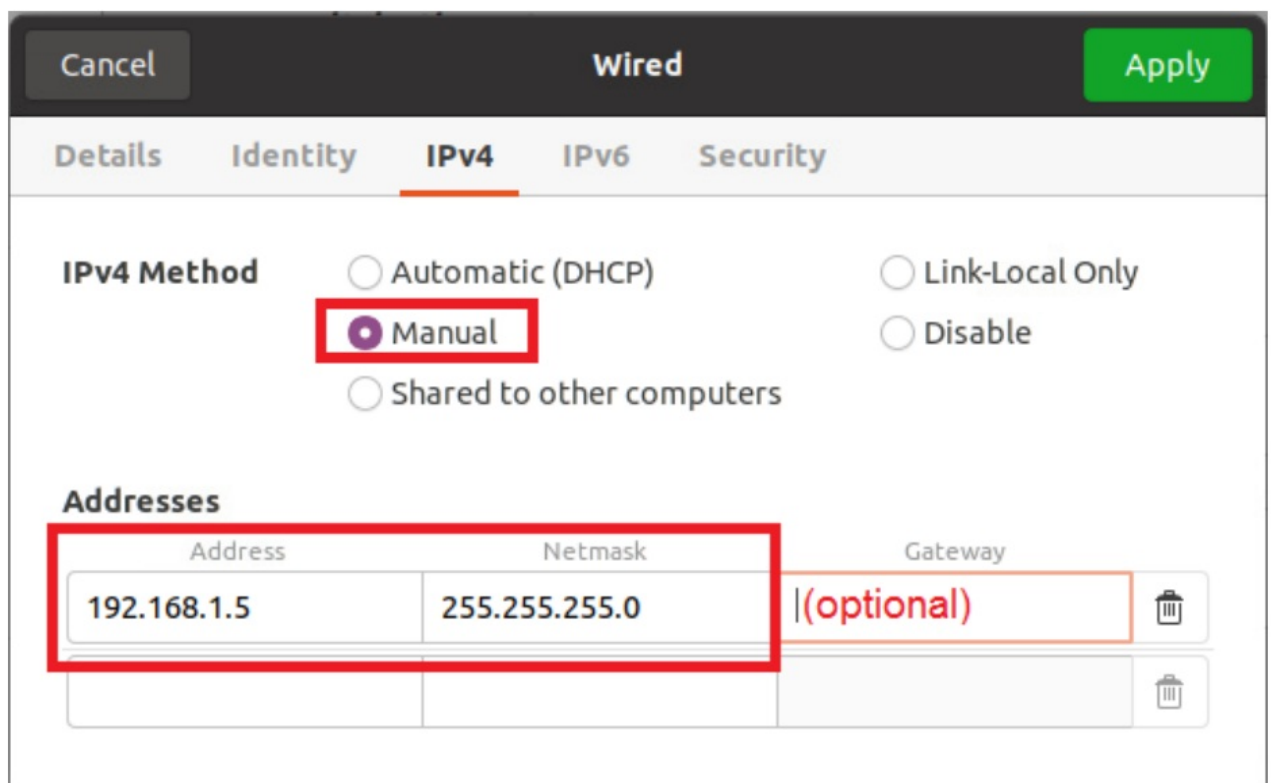 Cancel Wired Apply
Details Identity IPv4 IPv6 Security
IPv4 Method Automatic (DHCP) Link-Local Only
Manual Disable
Shared to other computers
Addresses
Address Netmask Gateway
192.168.1.5 255.255.255.0 (optional)